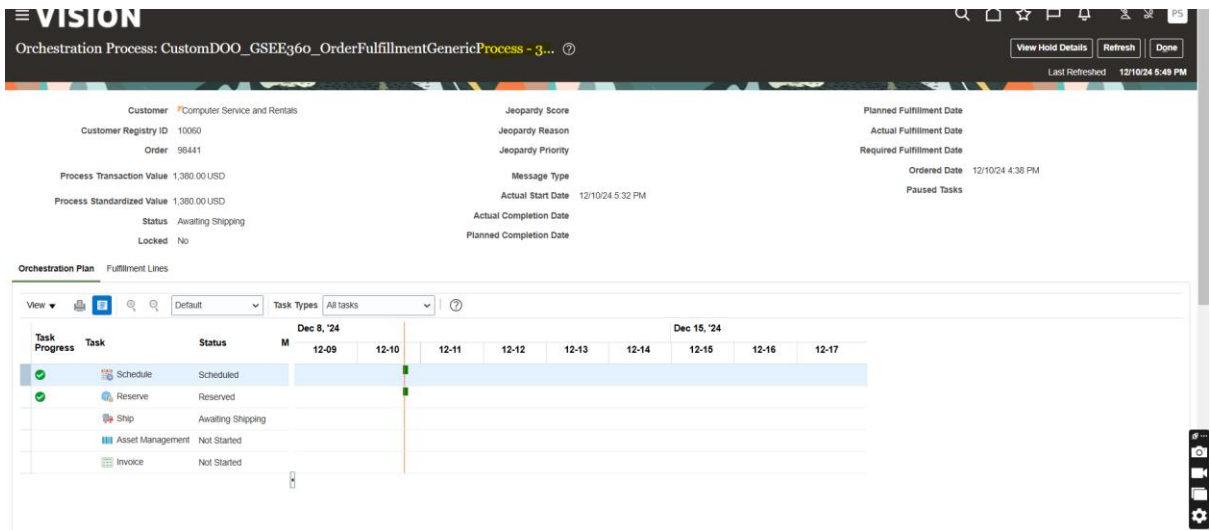 VISION
PS
Orchestration Process: CustomDOO_GSEE360_OrderFulfillmentGenericProcess - 3...
View Hold Details
Refresh
Done
Last Refreshed 12/10/24 5:49 PM
Customer Computer Service and Rentals
Customer Registry ID 10060
Order 98441
Process Transaction Value 1,380.00 USD
Process Standardized Value 1,380.00 USD
Status Awaiting Shipping
Locked No
Jeopardy Score
Jeopardy Reason
Jeopardy Priority
Message Type
Actual Start Date 12/10/24 5:32 PM
Actual Completion Date
Planned Completion Date
Planned Fulfillment Date
Actual Fulfillment Date
Required Fulfillment Date
Ordered Date 12/10/24 4:38 PM
Paused Tasks
Orchestration Plan Fulfillment Lines
View Default Task Types All tasks
Task Progress Task Status M
Dec 8, '24 Dec 15, '24
12-09 12-10 12-11 12-12 12-13 12-14 12-15 12-16 12-17
Schedule Scheduled
Reserve Reserved
Ship Awaiting Shipping
Asset Management Not Started
Invoice Not Started